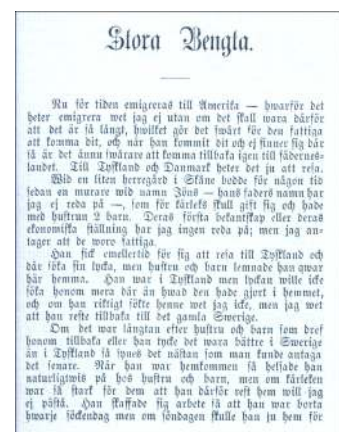 Stora Bengta.
Nu för tiden emigreras till Amerika — hwarför det
heter emigrera wet jag ej utan om det skall wara därför
att det är så långt, hwilket gör det swårt för den fattiga
att komma dit, och när han kommit dit och ej finner sig där
så är det ännu swårare att komma tillbaka igen till fädernes-
landet. Till Tyskland och Danmark heter det ju att resa.
Wid en liten herregård i Skåne bodde för någon tid
sedan en murare wid namn Jöns — hans faders namn har
jag ej reda på —, som för kärleks skull gift sig och hade
med hustrun 2 barn. Deras första bekantskap eller deras
ekonomiska ställning har jag ingen reda på; men jag an-
tager att de woro fattiga.
Han fick emellertid för sig att resa till Tyskland och
där söka sin lycka, men hustru och barn lemnade han qwar
här hemma. Han war i Tyskland men lyckan wille icke
söka honom mera där än hwad den hade gjort i hemmet,
och om han riktigt sökte henne wet jag icke, men jag wet
att han reste tillbaka till det gamla Swerige.
Om det war längtan efter hustru och barn som dref
honom tillbaka eller han tyckte det wara bättre i Swerige
än i Tyskland så synes det nästan som man kunde antaga
det senare. När han war hemkommen så helsade han
naturligtwis på hos hustru och barn, men om kärleken
war så stark för dem att han därför rest hem will jag
ej påstå. Han skaffade sig arbete så att han war borta
hwarje söckendag men om söndagen skulle han ju hem för